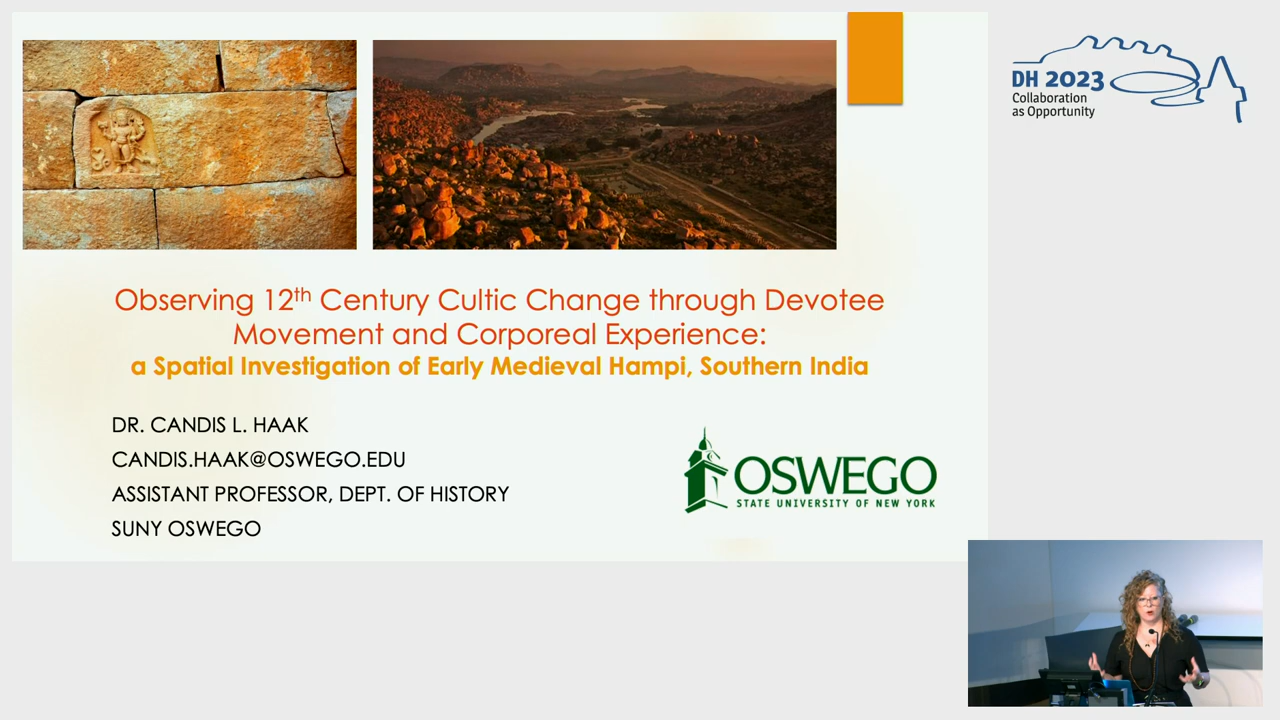 Observing 12th Century Cultic Change through Devotee
Movement and Corporeal Experience:
a Spatial Investigation of Early Medieval Hampi, Southern India
DR. CANDIS L. HAAK
CANDIS.HAAK@OSWEGO.EDU
ASSISTANT PROFESSOR, DEPT. OF HISTORY
SUNY OSWEGO
OSWEGO
STATE UNIVERSITY OF NEW YORK
DH 2023
Collaboration
as Opportunity